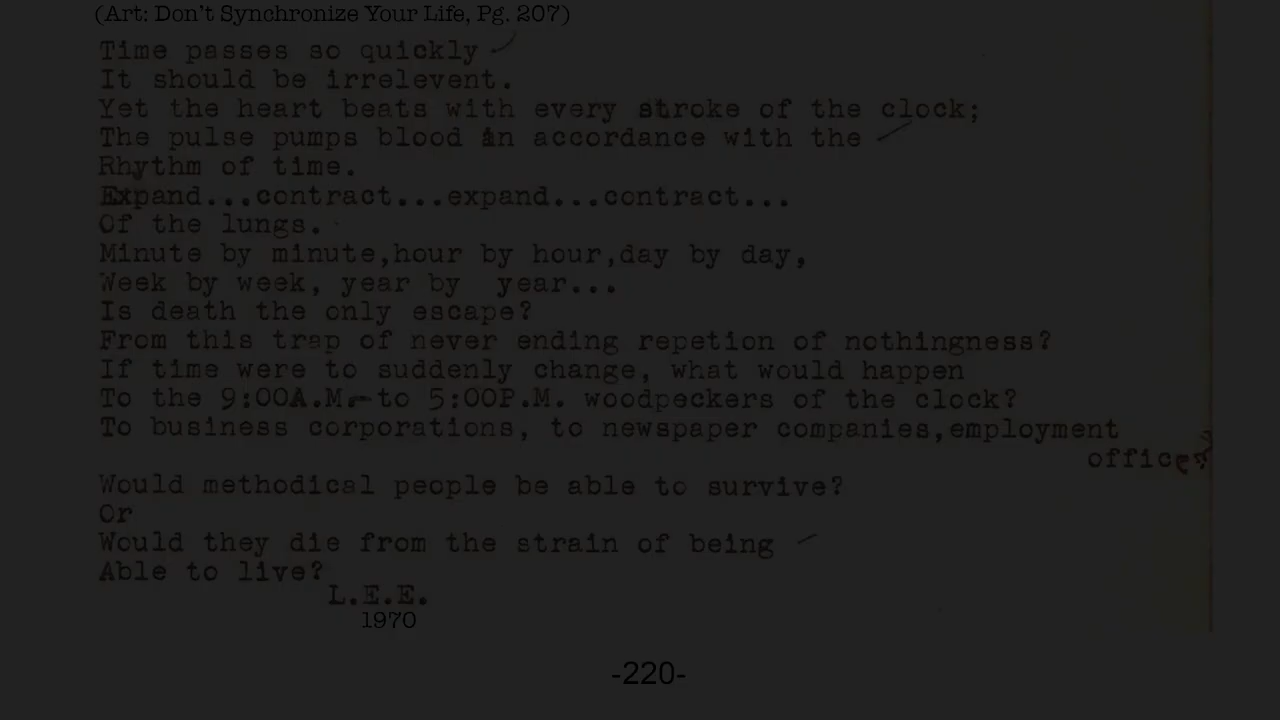 (Art: Don't Synchronize Your Life, Pg. 207)
Time passes so quickly
It should be irrelevent.
Yet the heart beats with every stroke of the clock;
The pulse pumps blood in accordance with the
Rhythm of time.
Expand...contract...expand...contract...
Of the lungs.
Minute by minute,hour by hour,day by day,
Week by week, year by  year...
Is death the only escape?
From this trap of never ending repetion of nothingness?
If time were to suddenly change, what would happen
To the 9:00A.M.-to 5:00P.M. woodpeckers of the clock?
To business corporations, to newspaper companies,employment
offices?
Would methodical people be able to survive?
Or
Would they die from the strain of being
Able to live?
L.E.E.
1970
-220-